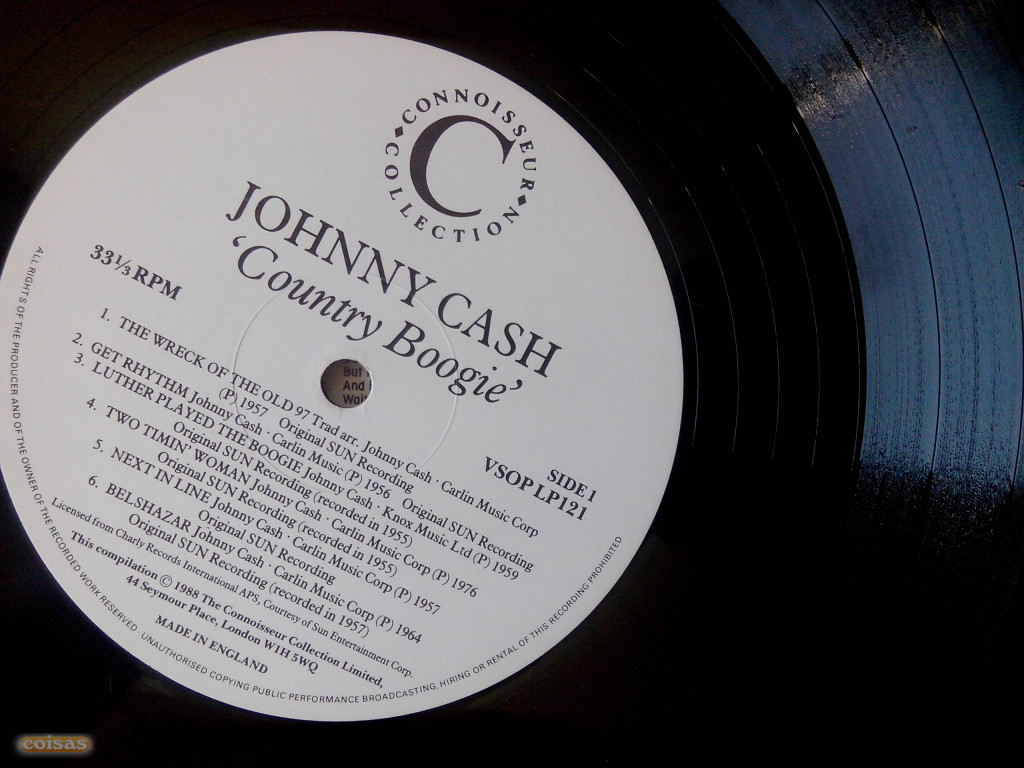 CONNOISSEUR
COLLECTION
C
JOHNNY CASH
‘Country Boogie’
33⅓ RPM
SIDE 1
VSOP LP121
1. THE WRECK OF THE OLD 97 Trad arr. Johnny Cash · Carlin Music Corp
(P) 1957 Original SUN Recording
2. GET RHYTHM Johnny Cash · Carlin Music (P) 1956 Original SUN Recording
3. LUTHER PLAYED THE BOOGIE Johnny Cash · Knox Music Ltd (P) 1959
Original SUN Recording (recorded in 1955)
4. TWO TIMIN’ WOMAN Johnny Cash · Carlin Music Corp (P) 1976
Original SUN Recording (recorded in 1955)
5. NEXT IN LINE Johnny Cash · Carlin Music Corp (P) 1957
Original SUN Recording
6. BELSHAZAR Johnny Cash · Carlin Music Corp (P) 1964
Original SUN Recording (recorded in 1957)
Licensed from Charly Records International APS, Courtesy of Sun Entertainment Corp.
This compilation © 1988 The Connoisseur Collection Limited,
44 Seymour Place, London W1H 5WQ
MADE IN ENGLAND
ALL RIGHTS OF THE PRODUCER AND OF THE OWNER OF THE RECORDED WORK RESERVED. UNAUTHORISED COPYING PUBLIC PERFORMANCE BROADCASTING, HIRING OR RENTAL OF THIS RECORDING PROHIBITED
But
And
coisas